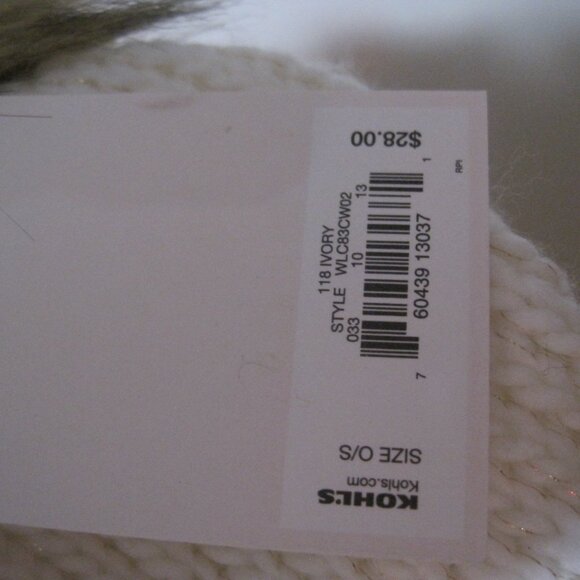 KOHL'S
Kohls.com
SIZE O/S
118 IVORY
STYLE WLC83CW02
033 10 13
7 60439 13037 1
$28.00
RPI